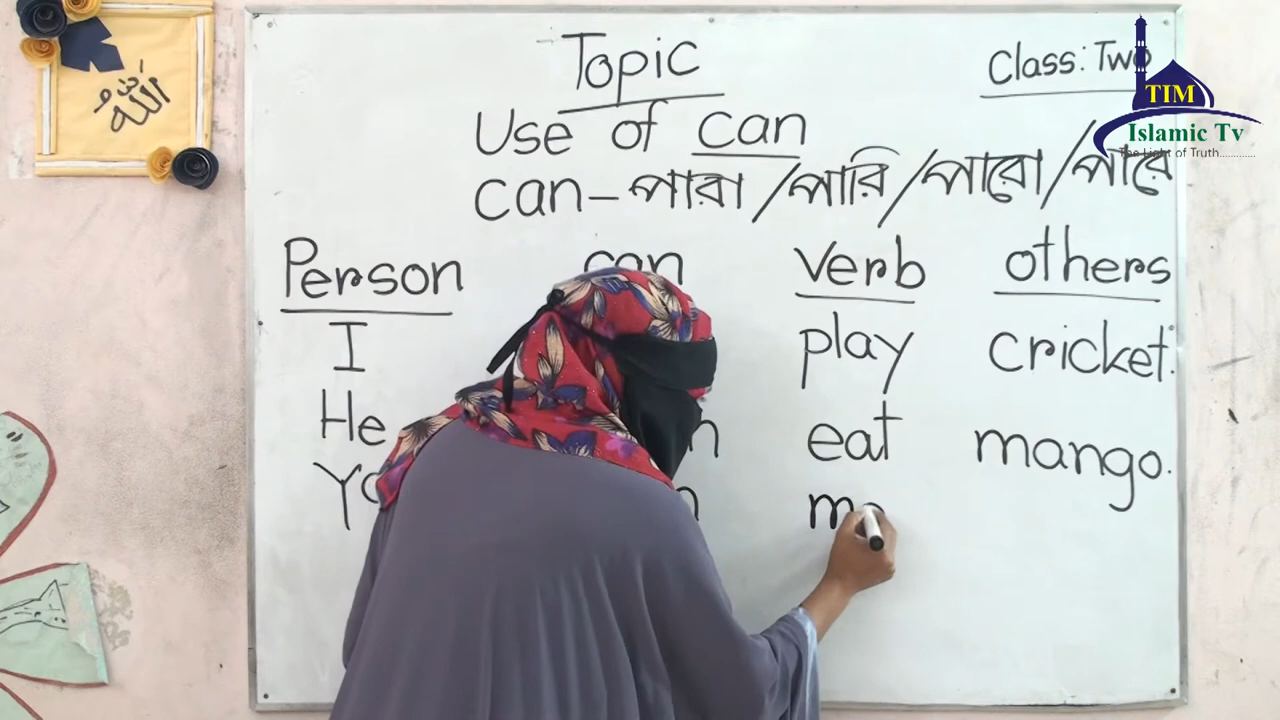 Topic
Class: Two
Use of can
can – পারা / পারি / পারো / পারে
Person can verb others
I play cricket.
He eat mango.
TIM
Islamic Tv
The Light of Truth............